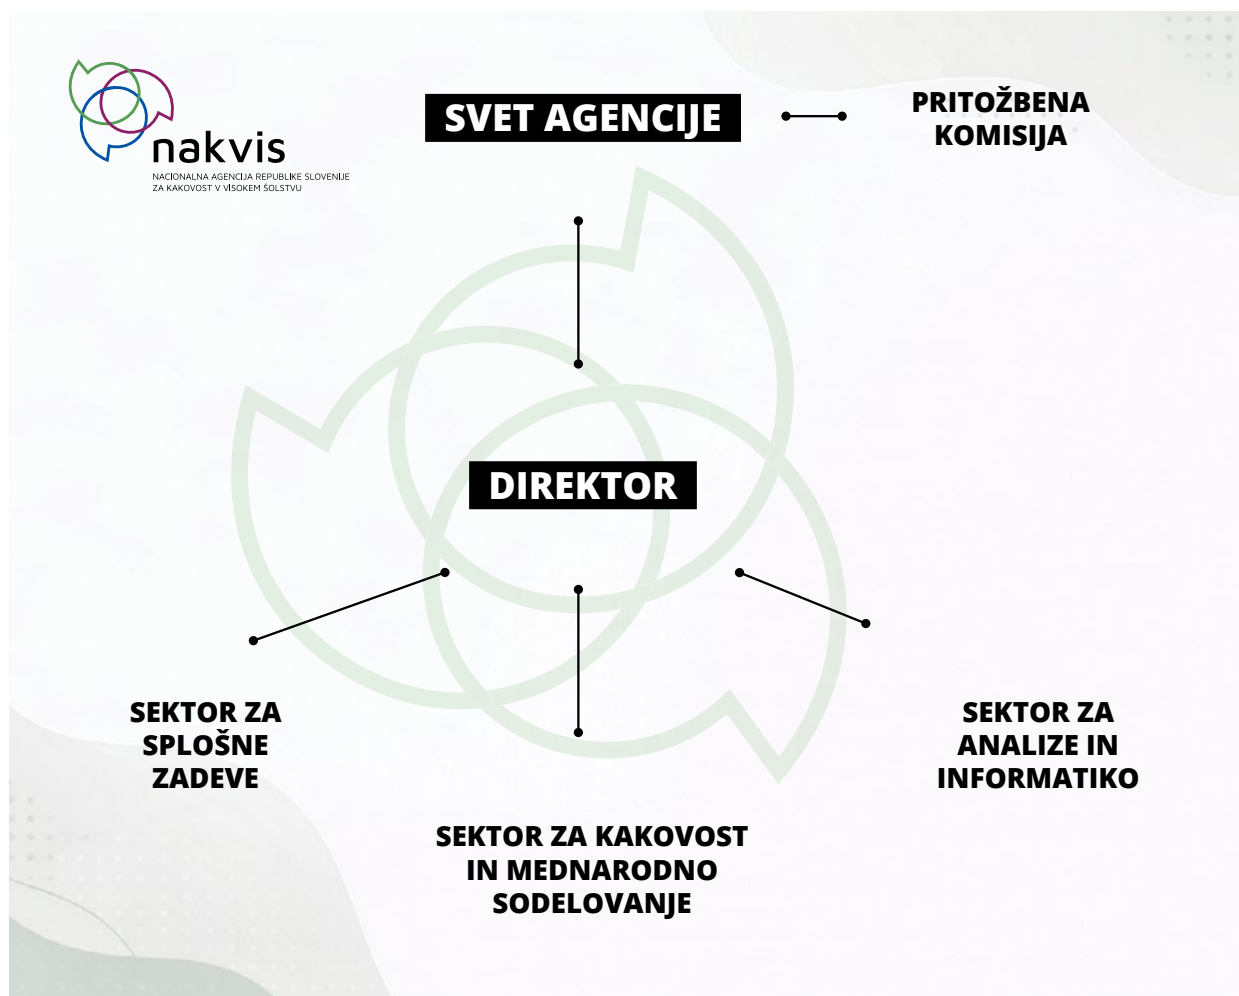 nakvis
NACIONALNA AGENCIJA REPUBLIKE SLOVENIJE
ZA KAKOVOST V VISOKEM ŠOLSTVU
SVET AGENCIJE
PRITOŽBENA
KOMISIJA
DIREKTOR
SEKTOR ZA
SPLOŠNE
ZADEVE
SEKTOR ZA KAKOVOST
IN MEDNARODNO
SODELOVANJE
SEKTOR ZA
ANALIZE IN
INFORMATIKO